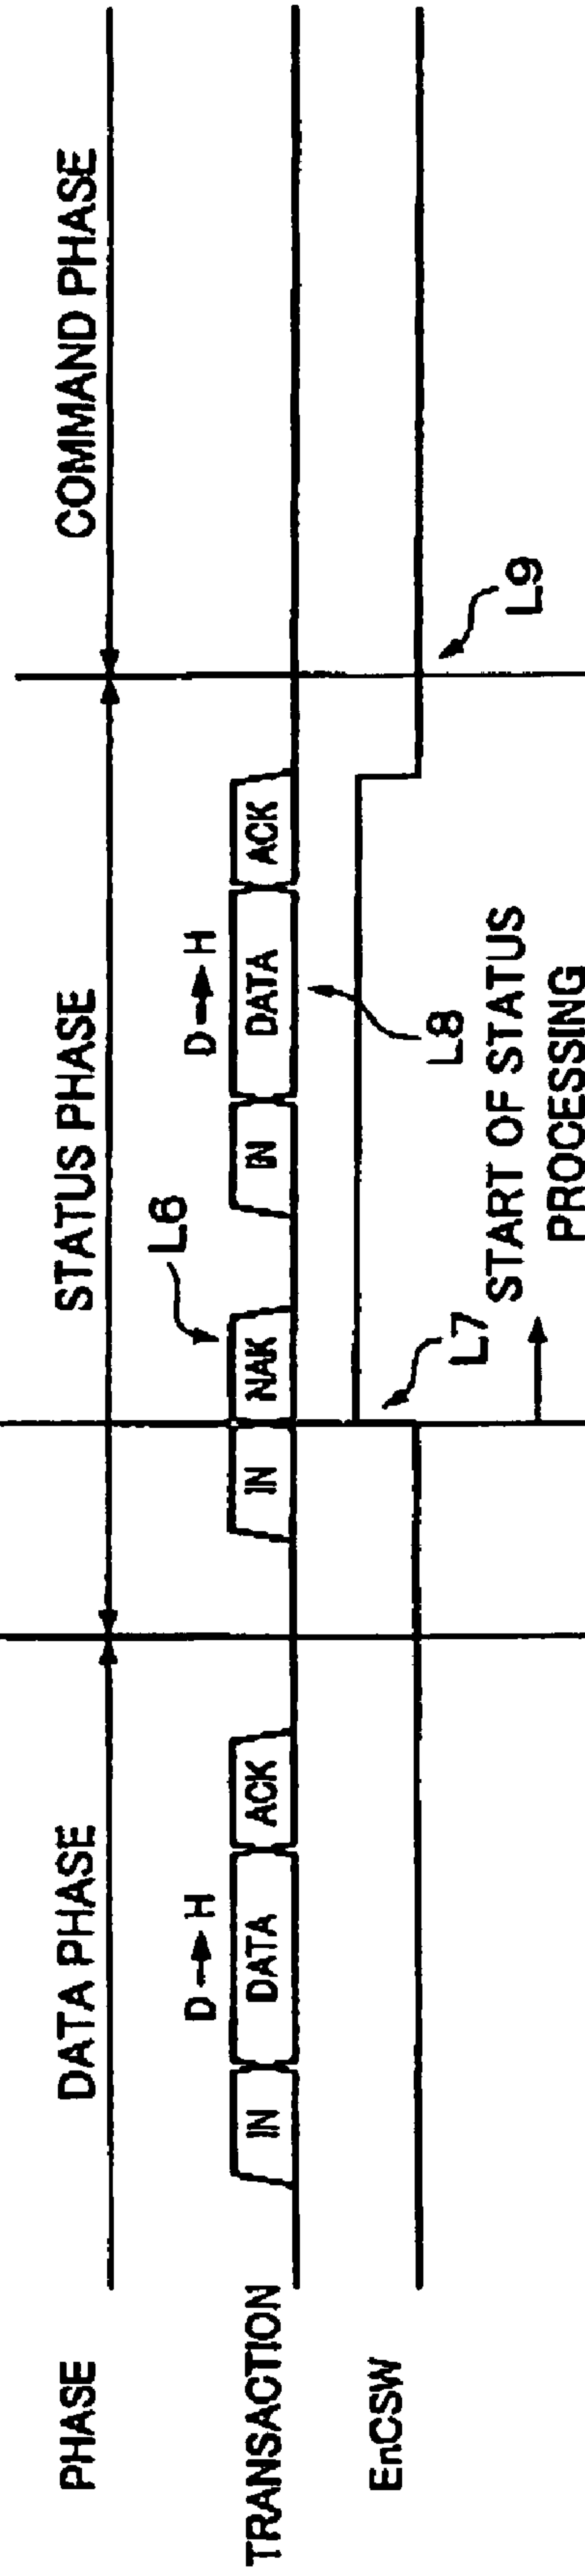 PHASE
DATA PHASE
STATUS PHASE
COMMAND PHASE
TRANSACTION
D→H
IN
DATA
ACK
IN
NAK
L6
D→H
IN
DATA
ACK
L8
EnCSW
L7
L9
START OF STATUS
PROCESSING